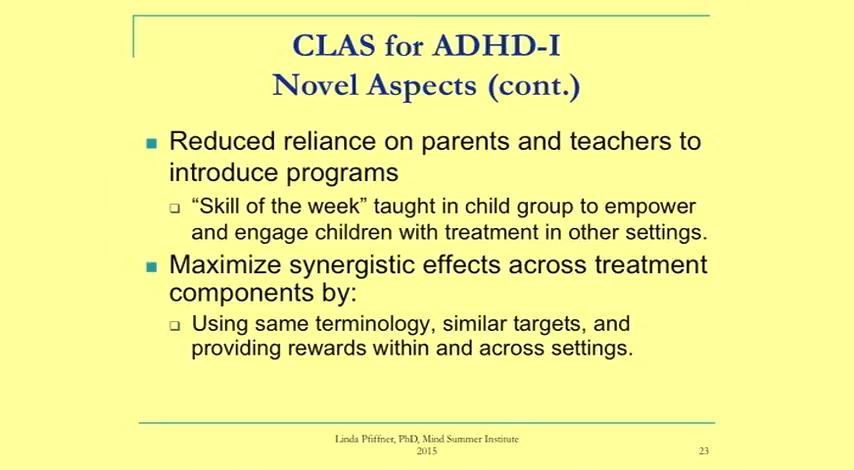 CLAS for ADHD-I
Novel Aspects (cont.)
Reduced reliance on parents and teachers to
introduce programs
“Skill of the week” taught in child group to empower
and engage children with treatment in other settings.
Maximize synergistic effects across treatment
components by:
Using same terminology, similar targets, and
providing rewards within and across settings.
Linda Pfiffner, PhD, Mind Summer Institute
2015
23